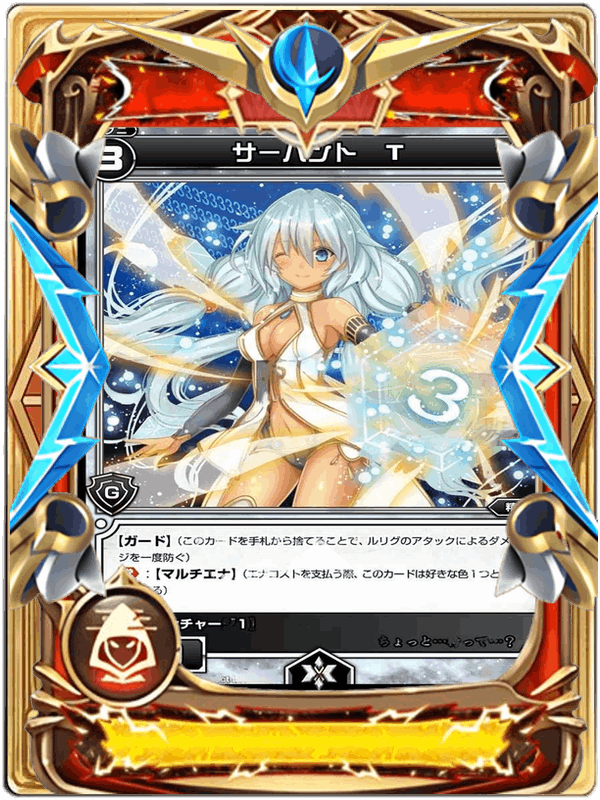 3
サーバント T
3
G
精
【ガード】(このカードを手札から捨てることで、ルリグのアタックによるダメ
ジを一度防ぐ)
:【マルチエナ】(エナコストを支払う際、このカードは好きな色1つと
る)
チャー 1]
ちょっと…、って…?